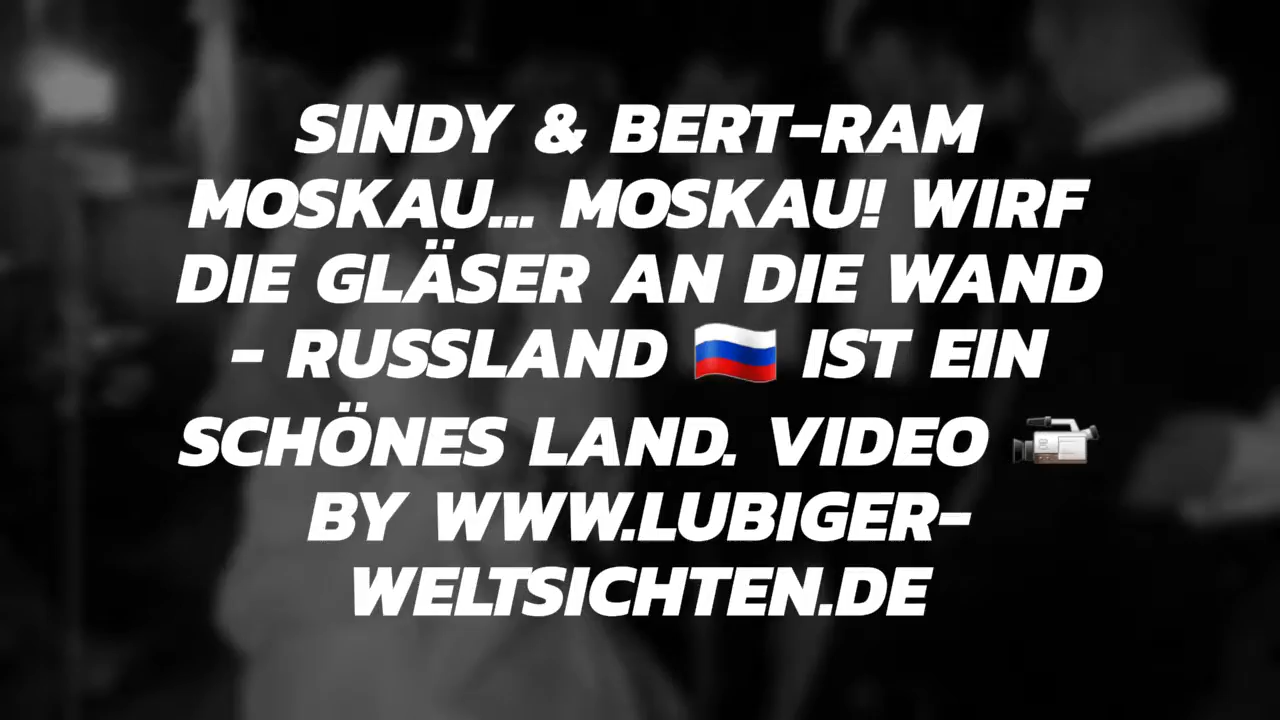 SINDY & BERT-RAM
MOSKAU... MOSKAU! WIRF
DIE GLÄSER AN DIE WAND
- RUSSLAND 🇷🇺 IST EIN
SCHÖNES LAND. VIDEO 📹
BY WWW.LUBIGER-
WELTSICHTEN.DE